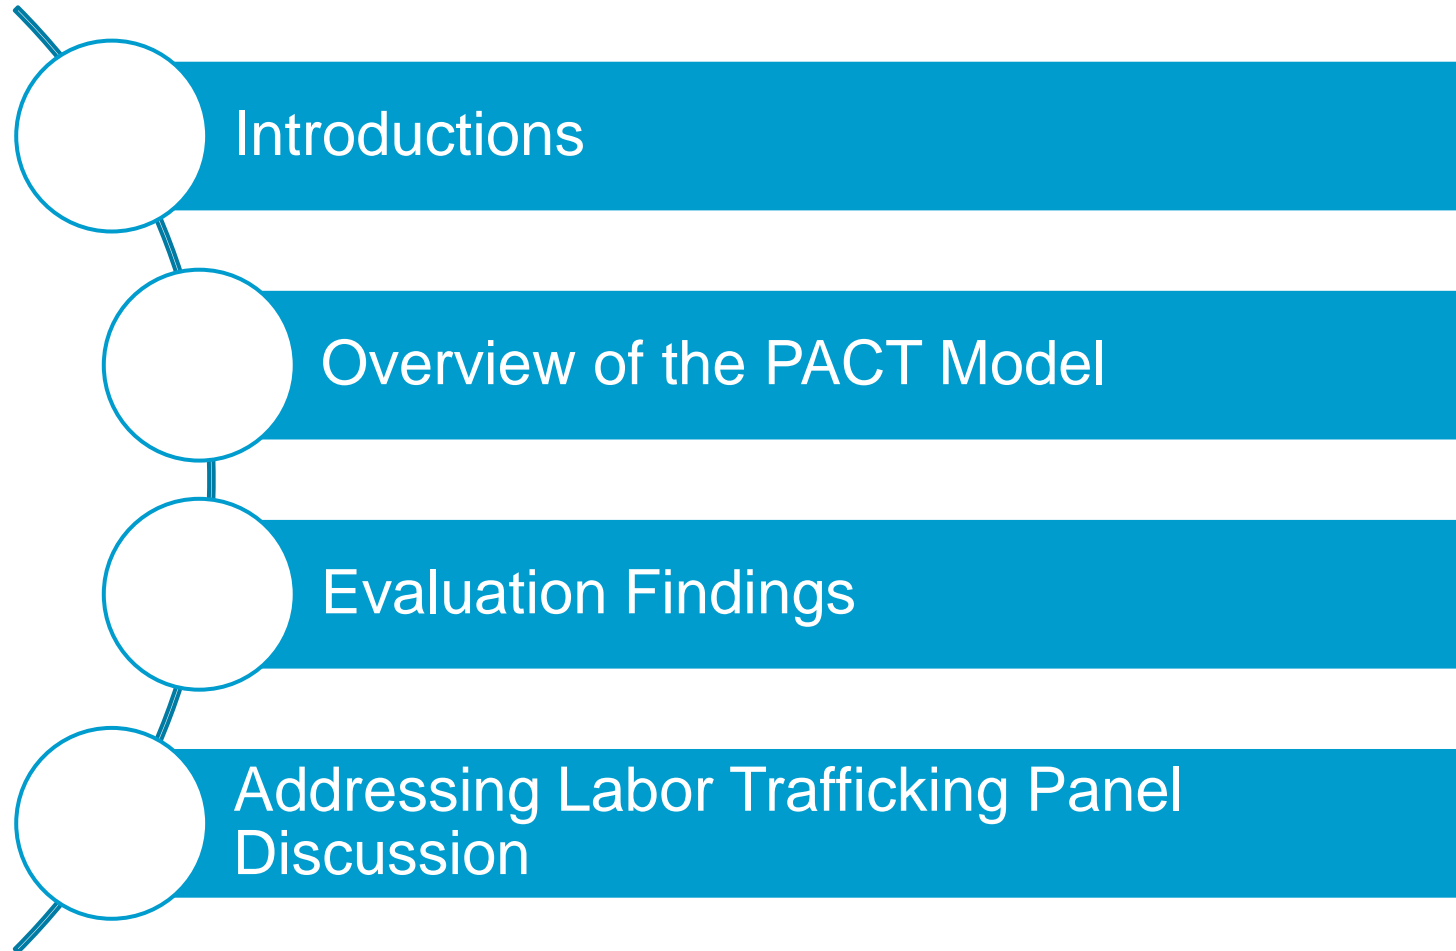 Introductions
Overview of the PACT Model
Evaluation Findings
Addressing Labor Trafficking Panel
Discussion